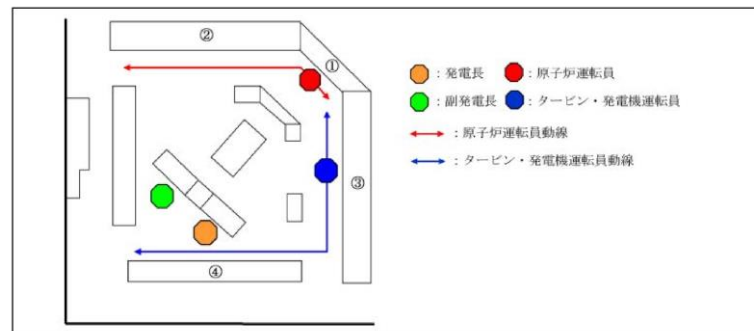 ②
①
③
④
：発電長
：原子炉運転員
：副発電長
：タービン・発電機運転員
：原子炉運転員動線
：タービン・発電機運転員動線